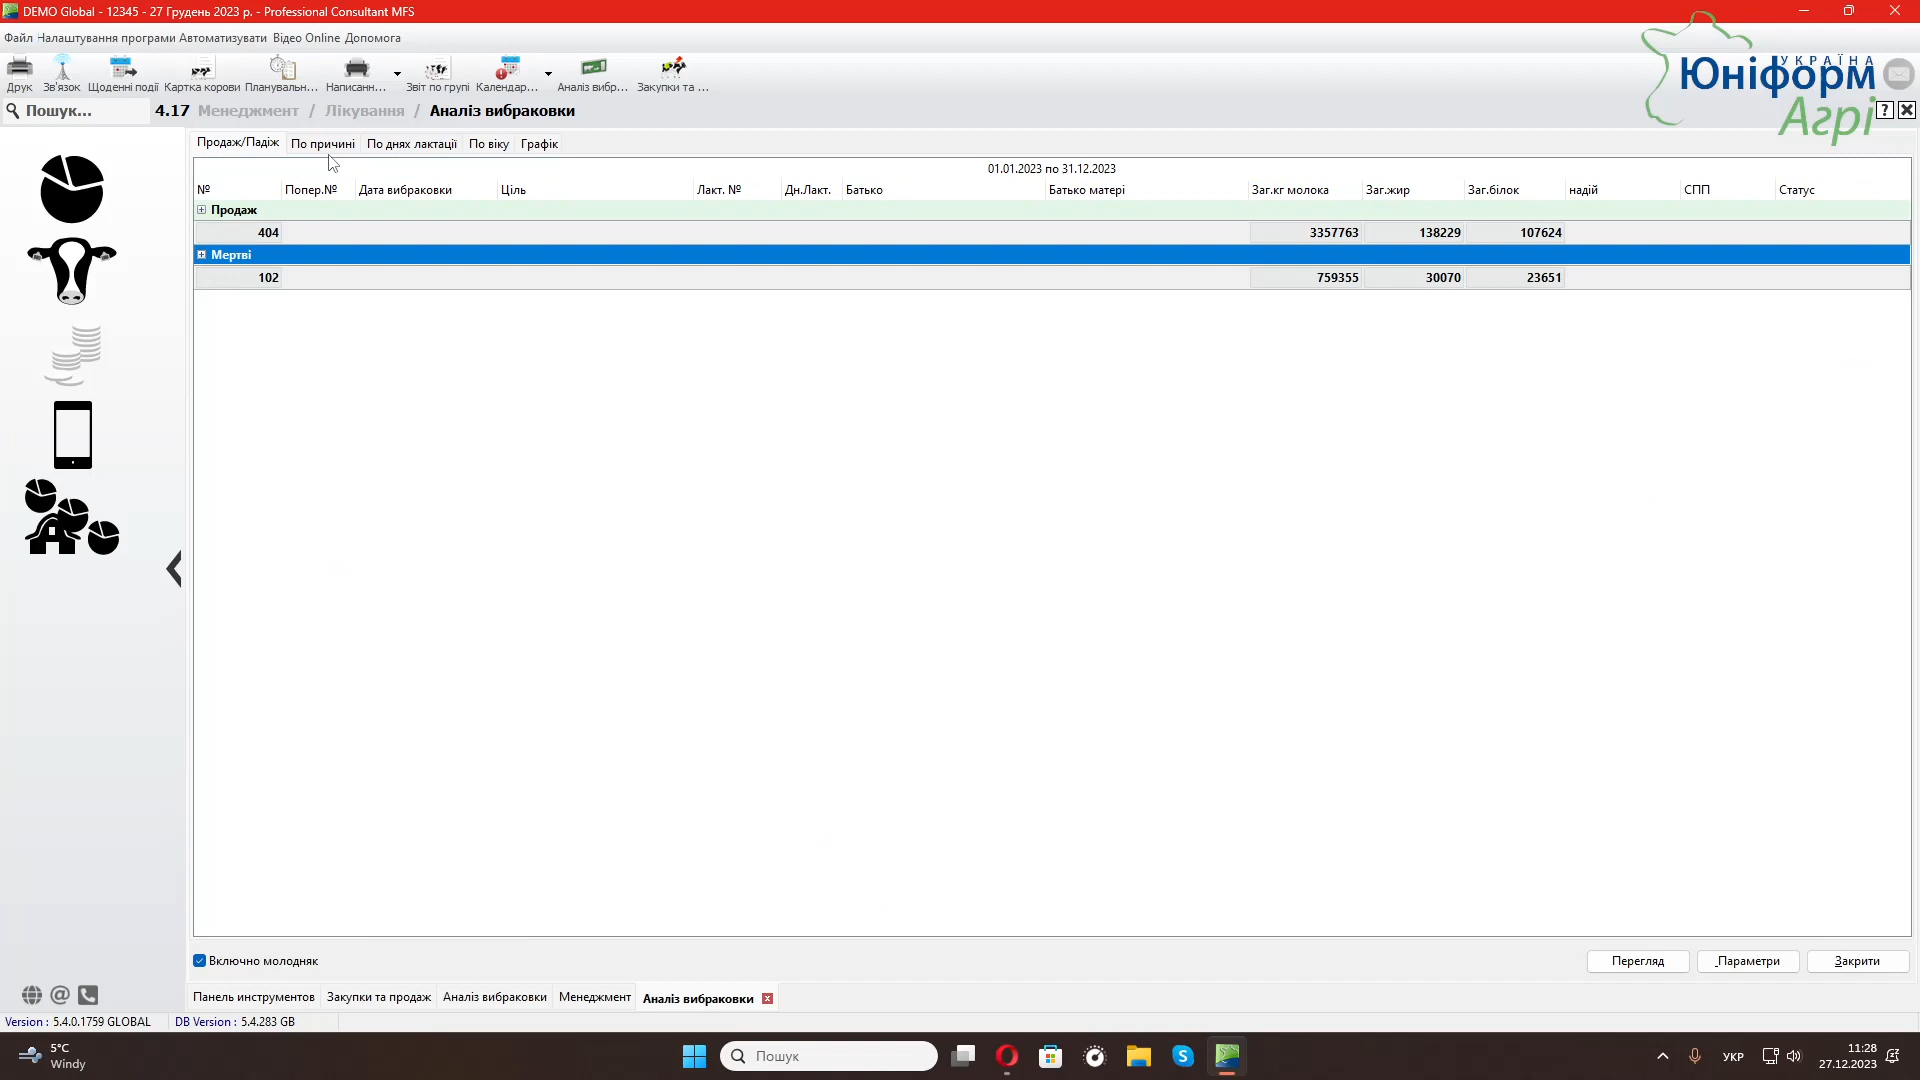 DEMO Global - 12345 - 27 Грудень 2023 р. - Professional Consultant MFS
Файл Налаштування програми Автоматизувати Відео Online Допомога
Друк Зв'язок Щоденні події Картка корови Планувальн... Написанн... Звіт по групі Календар... Аналіз вибр... Закупки та ...
УКРАЇНА
Юніформ
Агрі
Пошук... 4.17 Менеджмент / Лікування / Аналіз вибраковки
Продаж/Падіж По причині По днях лактації По віку Графік
01.01.2023 по 31.12.2023
№ Попер.№ Дата вибраковки Ціль Лакт. № Дн.Лакт. Батько Батько матері Заг.кг молока Заг.жир Заг.білок надій СПП Статус
Продаж
404 3357763 138229 107624
Мертві
102 759355 30070 23651
Включно молодняк Перегляд Параметри Закрити
Панель инструментов Закупки та продаж Аналіз вибраковки Менеджмент Аналіз вибраковки
Version : 5.4.0.1759 GLOBAL DB Version : 5.4.283 GB
5°C
Windy
Пошук
УКР
11:28
27.12.2023